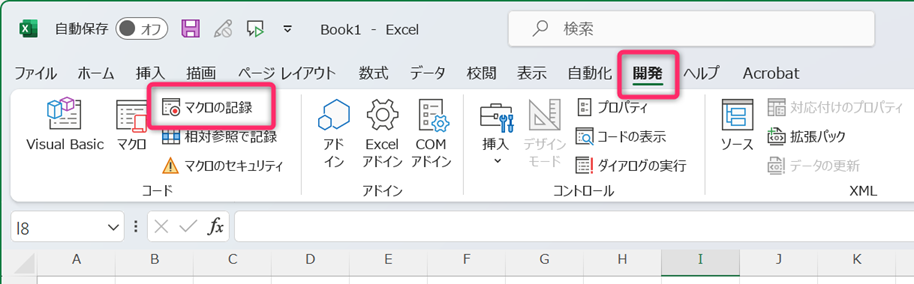 自動保存 オフ Book1 - Excel 検索
ファイル ホーム 挿入 描画 ページ レイアウト 数式 データ 校閲 表示 自動化 開発 ヘルプ Acrobat
Visual Basic
マクロ
マクロの記録
相対参照で記録
マクロのセキュリティ
コード
アド
イン
Excel
アドイン
COM
アドイン
アドイン
挿入
デザイン
モード
プロパティ
コードの表示
ダイアログの実行
コントロール
ソース
対応付けのプロパティ
拡張パック
データの更新
XML
I8 fx
A B C D E F G H I J K